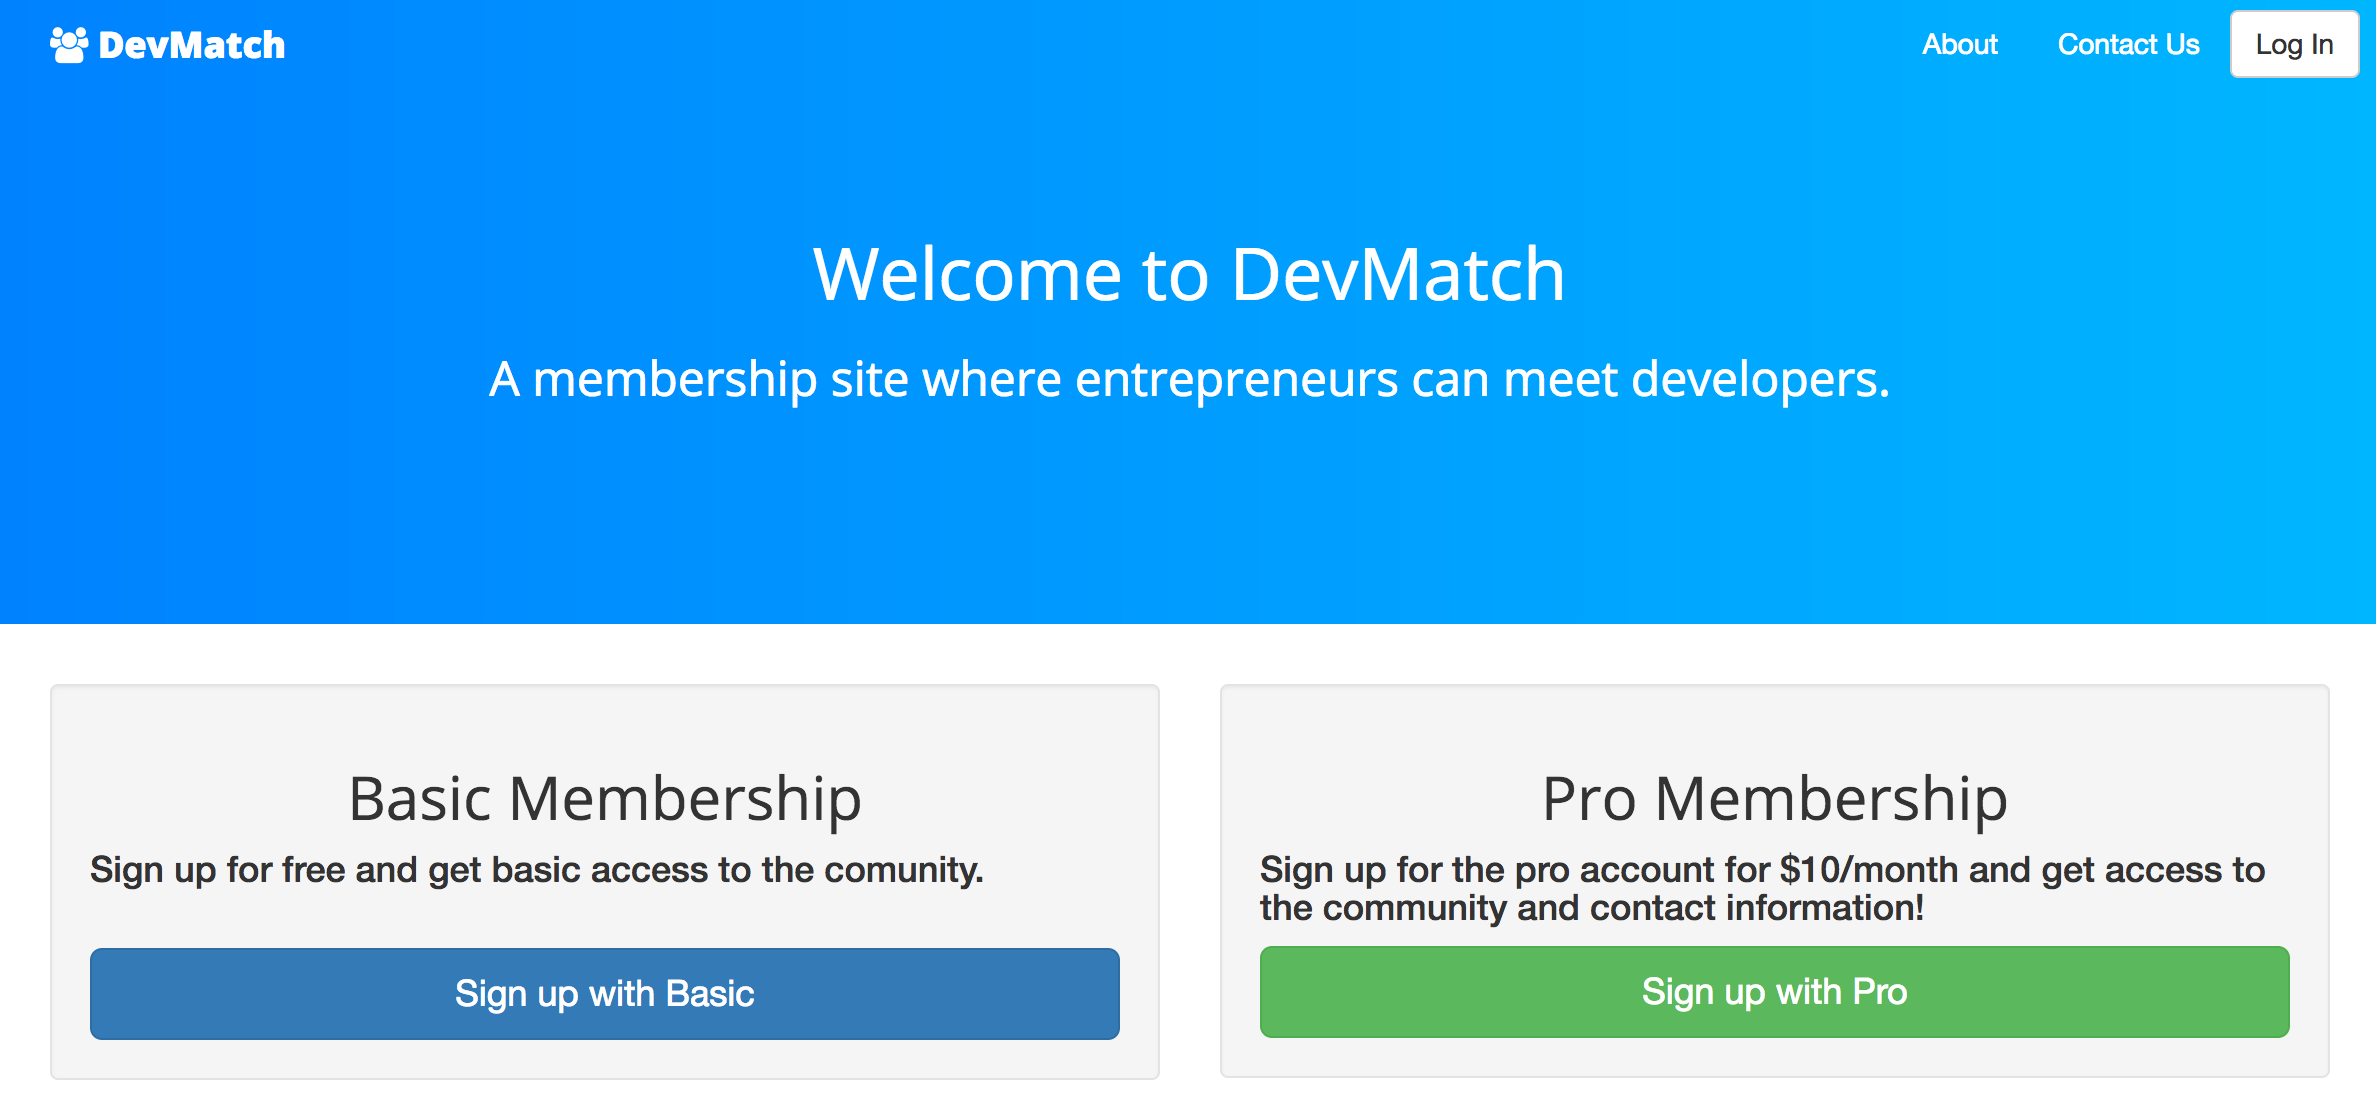 DevMatch
About
Contact Us
Log In
Welcome to DevMatch
A membership site where entrepreneurs can meet developers.
Basic Membership
Sign up for free and get basic access to the comunity.
Sign up with Basic
Pro Membership
Sign up for the pro account for $10/month and get access to
the community and contact information!
Sign up with Pro